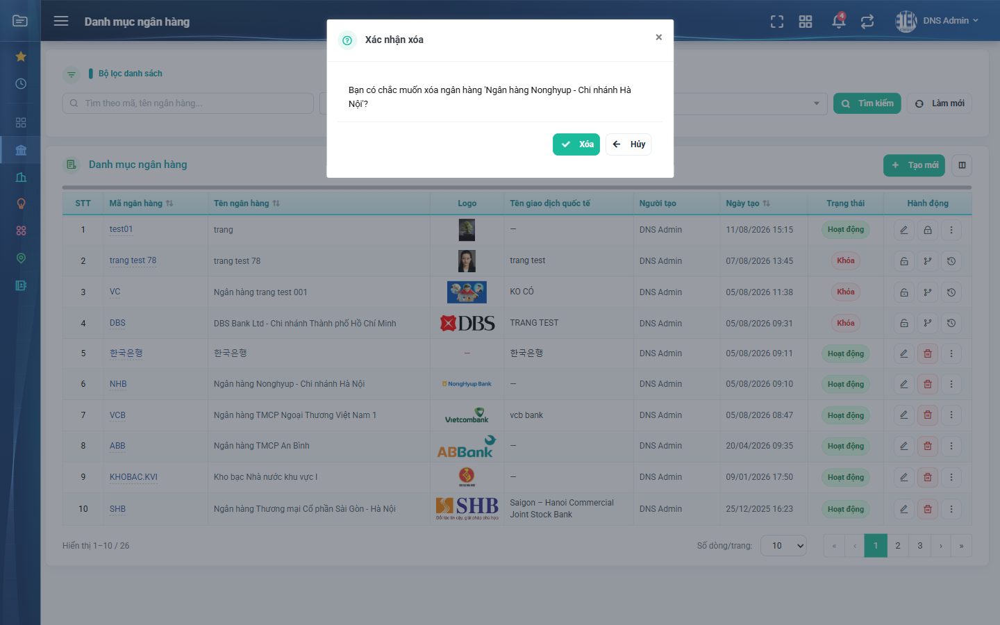 Danh mục ngân hàng
4
DNS Admin
Xác nhận xóa
×
Bạn có chắc muốn xóa ngân hàng 'Ngân hàng Nonghyup - Chi nhánh Hà
Nội'?
Xóa
Hủy
Bộ lọc danh sách
Tìm theo mã, tên ngân hàng...
Tìm kiếm
Làm mới
Danh mục ngân hàng
+ Tạo mới
STT Mã ngân hàng Tên ngân hàng Logo Tên giao dịch quốc tế Người tạo Ngày tạo Trạng thái Hành động
1 test01 trang — DNS Admin 11/08/2026 15:15 Hoạt động
2 trang test 78 trang test 78 trang test DNS Admin 07/08/2026 13:45 Khóa
3 VC Ngân hàng trang test 001 KO CÓ DNS Admin 05/08/2026 11:38 Khóa
4 DBS DBS Bank Ltd - Chi nhánh Thành phố Hồ Chí Minh DBS TRANG TEST DNS Admin 05/08/2026 09:31 Khóa
5 한국은행 한국은행 — 한국은행 DNS Admin 05/08/2026 09:11 Hoạt động
6 NHB Ngân hàng Nonghyup - Chi nhánh Hà Nội NongHyup Bank — DNS Admin 05/08/2026 09:10 Hoạt động
7 VCB Ngân hàng TMCP Ngoại Thương Việt Nam 1 Vietcombank vcb bank DNS Admin 05/08/2026 08:47 Hoạt động
8 ABB Ngân hàng TMCP An Bình ABBank — DNS Admin 20/04/2026 09:35 Hoạt động
9 KHOBAC.KVI Kho bạc Nhà nước khu vực I — DNS Admin 09/01/2026 17:50 Hoạt động
10 SHB Ngân hàng Thương mại Cổ phần Sài Gòn - Hà Nội SHB Saigon – Hanoi Commercial DNS Admin 25/12/2025 16:23 Hoạt động
Đối tác tin cậy, giải pháp phù hợp Joint Stock Bank
Hiển thị 1–10 / 26
Số dòng/trang: 10
« ‹ 1 2 3 › »